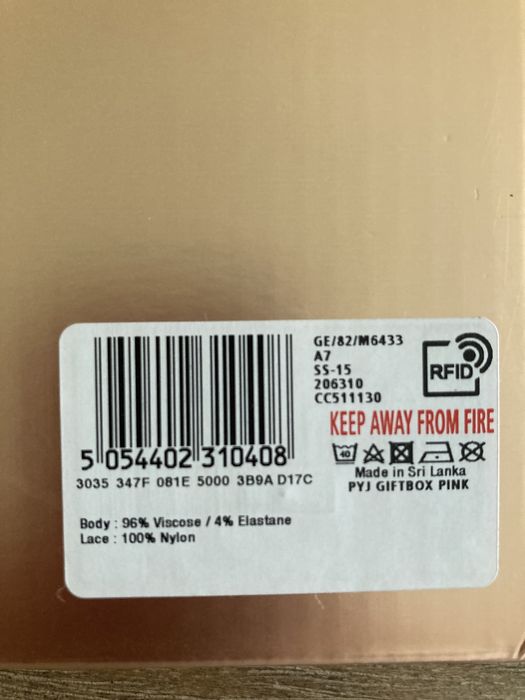 GE/82/M6433
A7
SS-15
206310
CC511130
RFID
KEEP AWAY FROM FIRE
5 054402 310408
3035 347F 081E 5000 3B9A D17C
40
Made in Sri Lanka
PYJ GIFTBOX PINK
Body : 96% Viscose / 4% Elastane
Lace : 100% Nylon